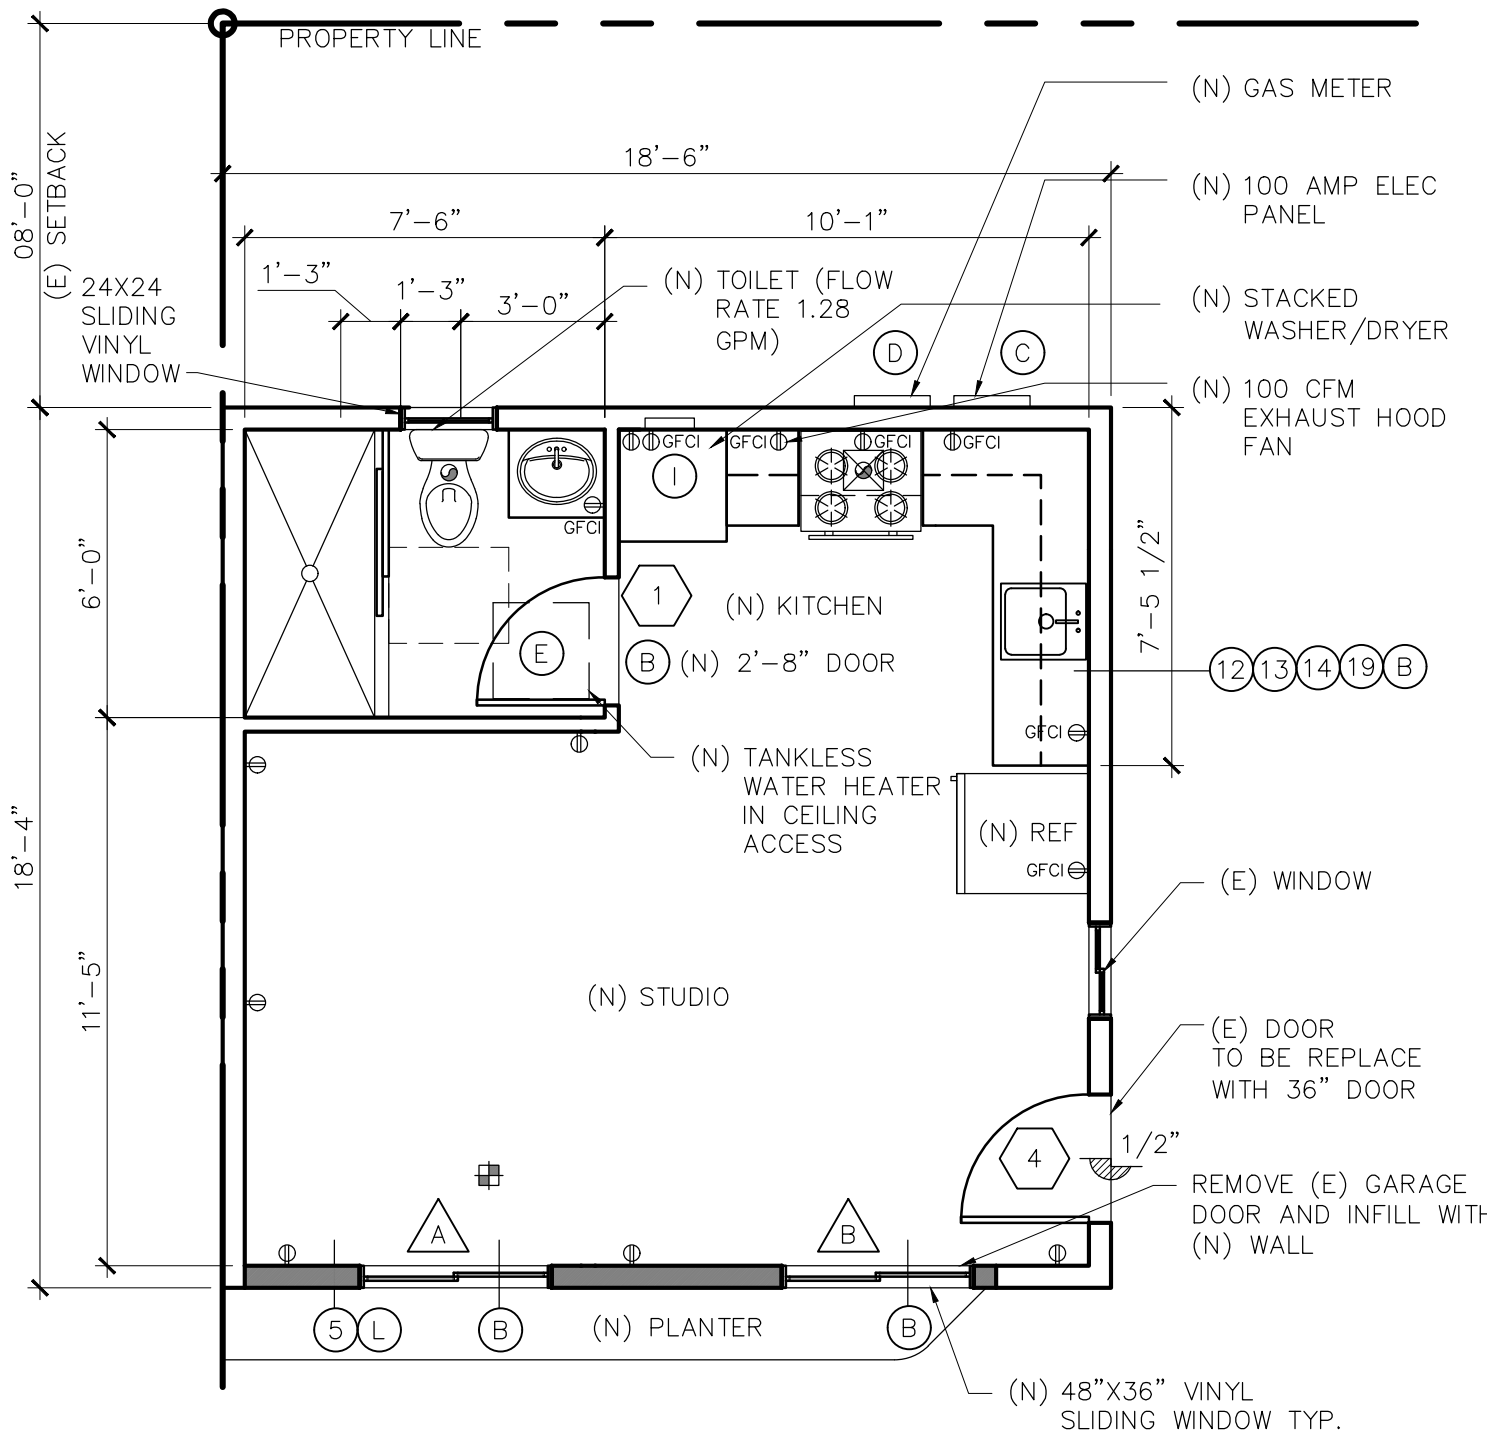 PROPERTY LINE
(N) GAS METER
18'-6"
(N) 100 AMP ELEC
PANEL
08'-0"
(E) SETBACK
7'-6"
10'-1"
1'-3"
1'-3"
3'-0"
24X24
SLIDING
VINYL
WINDOW
(N) TOILET (FLOW
RATE 1.28
GPM)
(N) STACKED
WASHER/DRYER
D
C
(N) 100 CFM
EXHAUST HOOD
FAN
GFCI
GFCI
GFCI
GFCI
I
GFCI
6'-0"
7'-5 1/2"
1
(N) KITCHEN
E
B
(N) 2'-8" DOOR
12
13
14
19
B
GFCI
(N) TANKLESS
WATER HEATER
IN CEILING
ACCESS
(N) REF
GFCI
18'-4"
(E) WINDOW
11'-5"
(N) STUDIO
(E) DOOR
TO BE REPLACE
WITH 36" DOOR
4
1/2"
REMOVE (E) GARAGE
DOOR AND INFILL WITH
(N) WALL
A
B
5
L
B
(N) PLANTER
B
(N) 48"X36" VINYL
SLIDING WINDOW TYP.